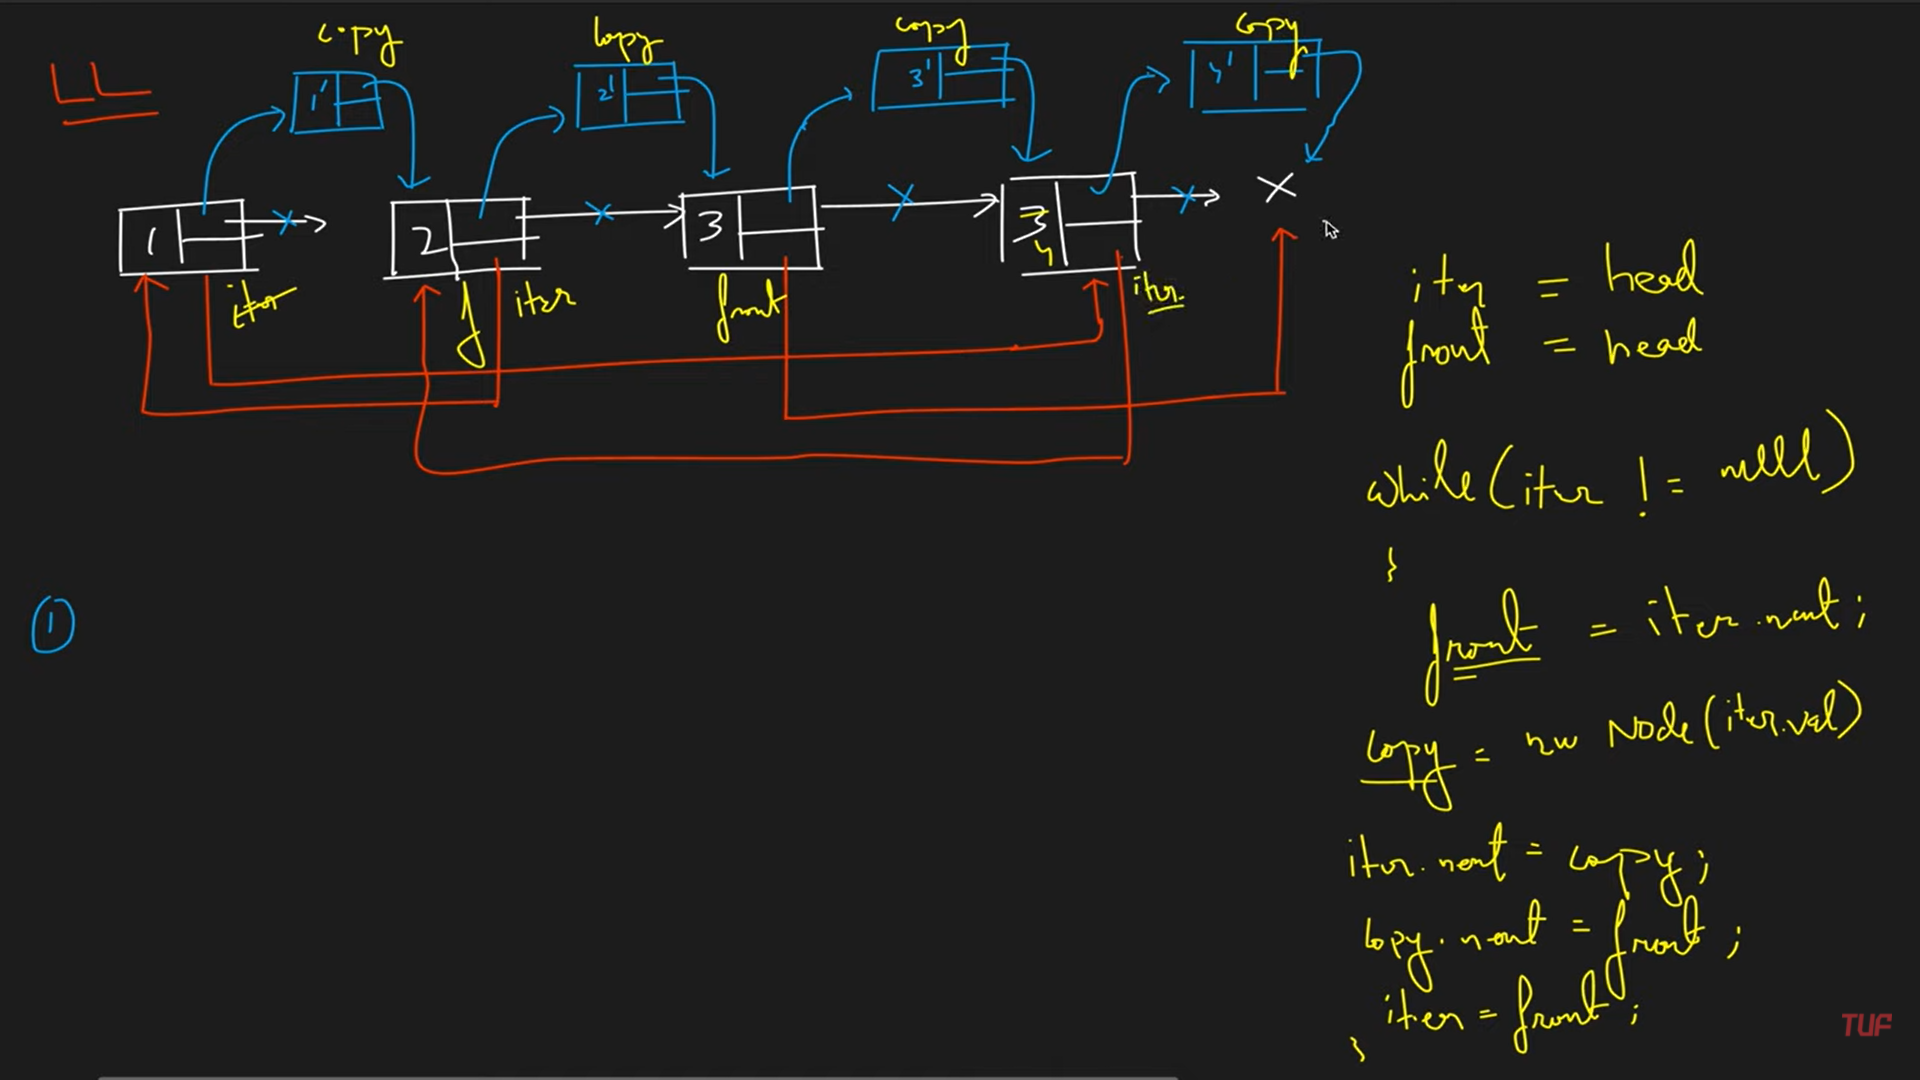 LL
copy copy copy copy
1' 2' 3' 4'
1 2 3 3
4
iter f iter front iter
iter = head
front = head
while(iter != null)
{
front = iter.next;
copy = new Node(iter.val)
iter.next = copy;
copy.next = front;
iter = front;
}
1
TUF